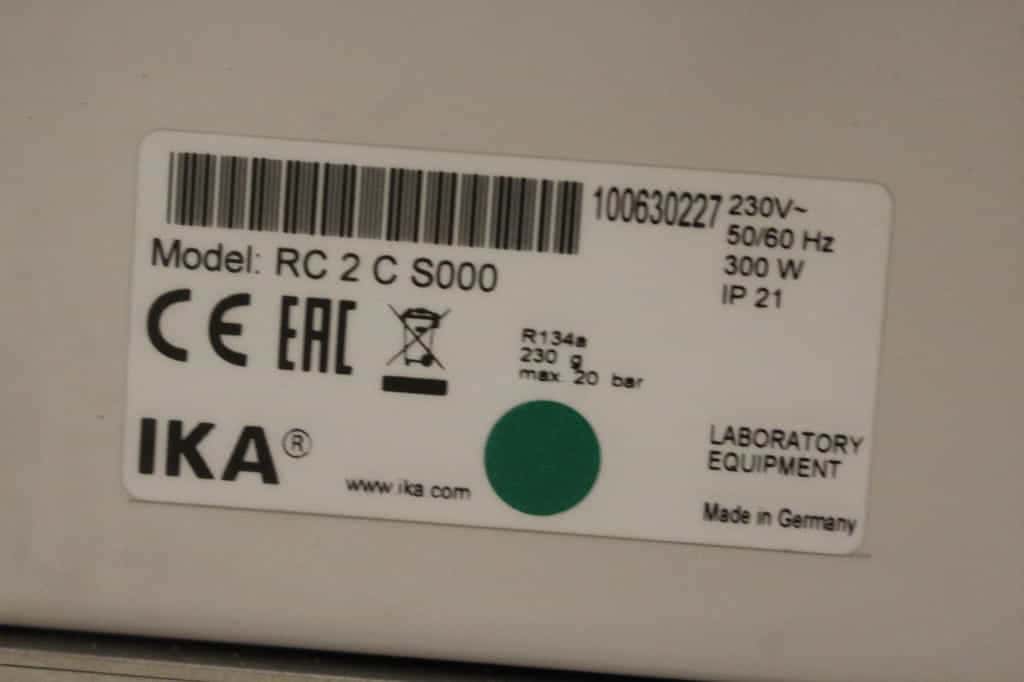 100630227
230V~
50/60 Hz
300 W
IP 21
Model: RC 2 C S000
CE EAC
R134a
230 g
max. 20 bar
IKA®
www.ika.com
LABORATORY
EQUIPMENT
Made in Germany